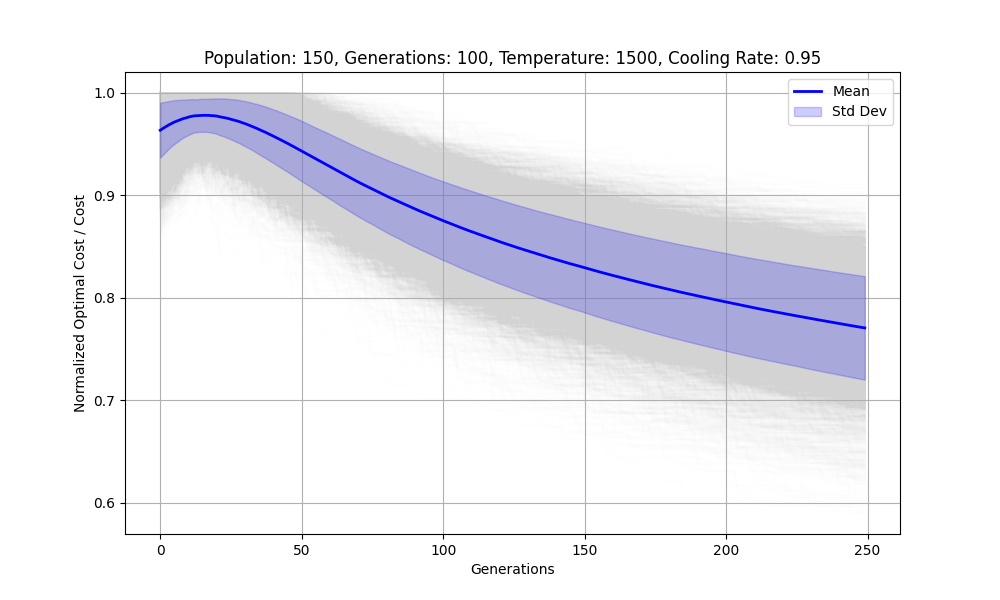 Population: 150, Generations: 100, Temperature: 1500, Cooling Rate: 0.95
Mean
Std Dev
Normalized Optimal Cost / Cost
1.0
0.9
0.8
0.7
0.6
0
50
100
150
200
250
Generations